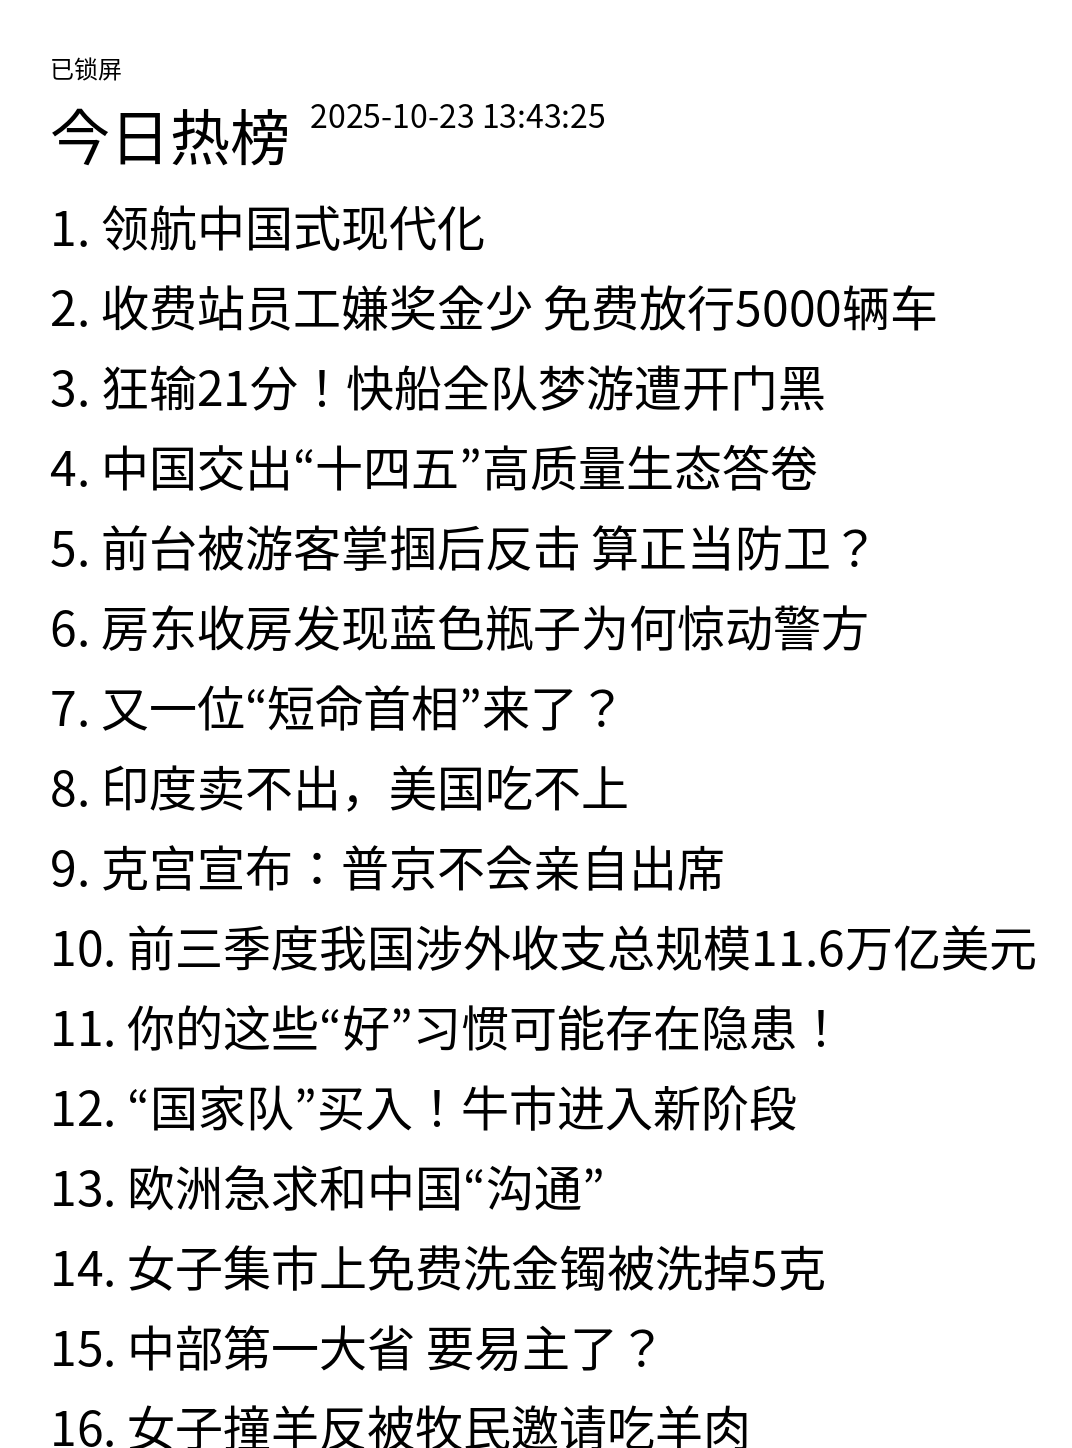 已锁屏
今日热榜 2025-10-23 13:43:25
1. 领航中国式现代化
2. 收费站员工嫌奖金少 免费放行5000辆车
3. 狂输21分！快船全队梦游遭开门黑
4. 中国交出“十四五”高质量生态答卷
5. 前台被游客掌掴后反击 算正当防卫？
6. 房东收房发现蓝色瓶子为何惊动警方
7. 又一位“短命首相”来了？
8. 印度卖不出，美国吃不上
9. 克宫宣布：普京不会亲自出席
10. 前三季度我国涉外收支总规模11.6万亿美元
11. 你的这些“好”习惯可能存在隐患！
12. “国家队”买入！牛市进入新阶段
13. 欧洲急求和中国“沟通”
14. 女子集市上免费洗金镯被洗掉5克
15. 中部第一大省 要易主了？
16. 女子撞羊反被牧民邀请吃羊肉